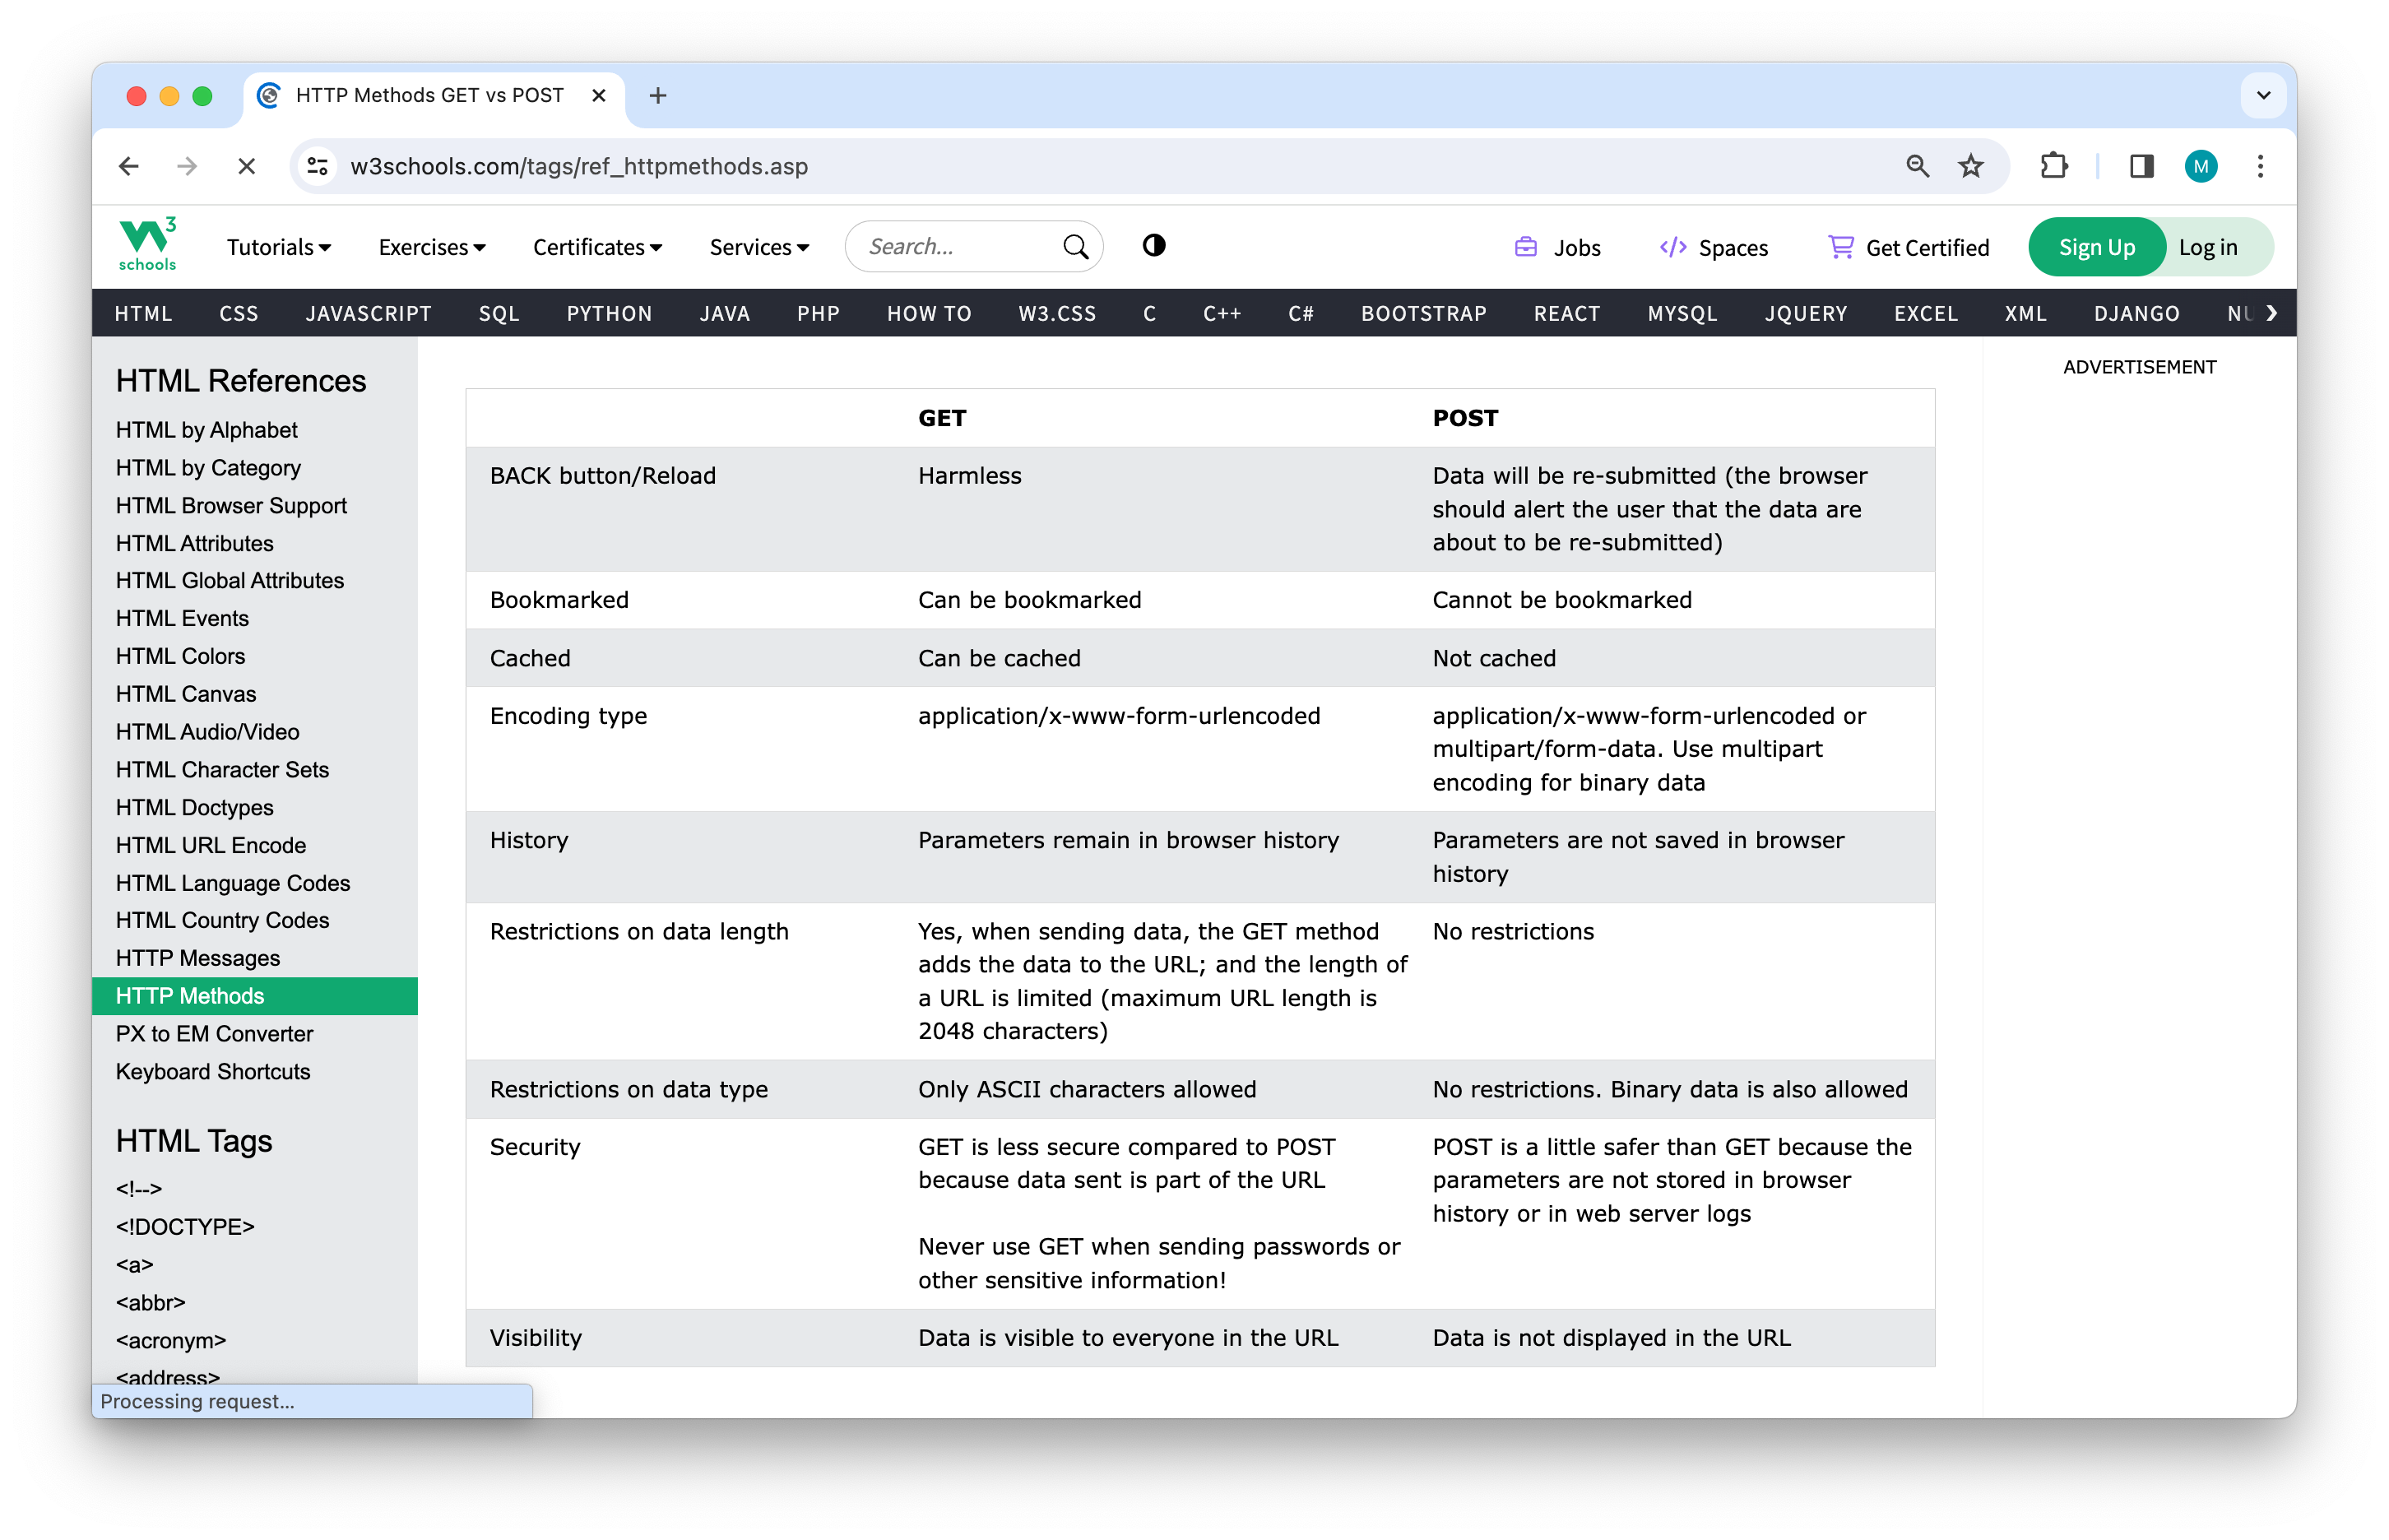 HTTP Methods GET vs POST
w3schools.com/tags/ref_httpmethods.asp
M
3
schools
Tutorials
Exercises
Certificates
Services
Search...
Jobs
Spaces
Get Certified
Sign Up
Log in
HTML CSS JAVASCRIPT SQL PYTHON JAVA PHP HOW TO W3.CSS C C++ C# BOOTSTRAP REACT MYSQL JQUERY EXCEL XML DJANGO NU
HTML References
HTML by Alphabet
HTML by Category
HTML Browser Support
HTML Attributes
HTML Global Attributes
HTML Events
HTML Colors
HTML Canvas
HTML Audio/Video
HTML Character Sets
HTML Doctypes
HTML URL Encode
HTML Language Codes
HTML Country Codes
HTTP Messages
HTTP Methods
PX to EM Converter
Keyboard Shortcuts
HTML Tags
<!-->
<!DOCTYPE>
<a>
<abbr>
<acronym>
<address>
Processing request...
GET
POST
BACK button/Reload
Harmless
Data will be re-submitted (the browser
should alert the user that the data are
about to be re-submitted)
Bookmarked
Can be bookmarked
Cannot be bookmarked
Cached
Can be cached
Not cached
Encoding type
application/x-www-form-urlencoded
application/x-www-form-urlencoded or
multipart/form-data. Use multipart
encoding for binary data
History
Parameters remain in browser history
Parameters are not saved in browser
history
Restrictions on data length
Yes, when sending data, the GET method
adds the data to the URL; and the length of
a URL is limited (maximum URL length is
2048 characters)
No restrictions
Restrictions on data type
Only ASCII characters allowed
No restrictions. Binary data is also allowed
Security
GET is less secure compared to POST
because data sent is part of the URL
Never use GET when sending passwords or
other sensitive information!
POST is a little safer than GET because the
parameters are not stored in browser
history or in web server logs
Visibility
Data is visible to everyone in the URL
Data is not displayed in the URL
ADVERTISEMENT